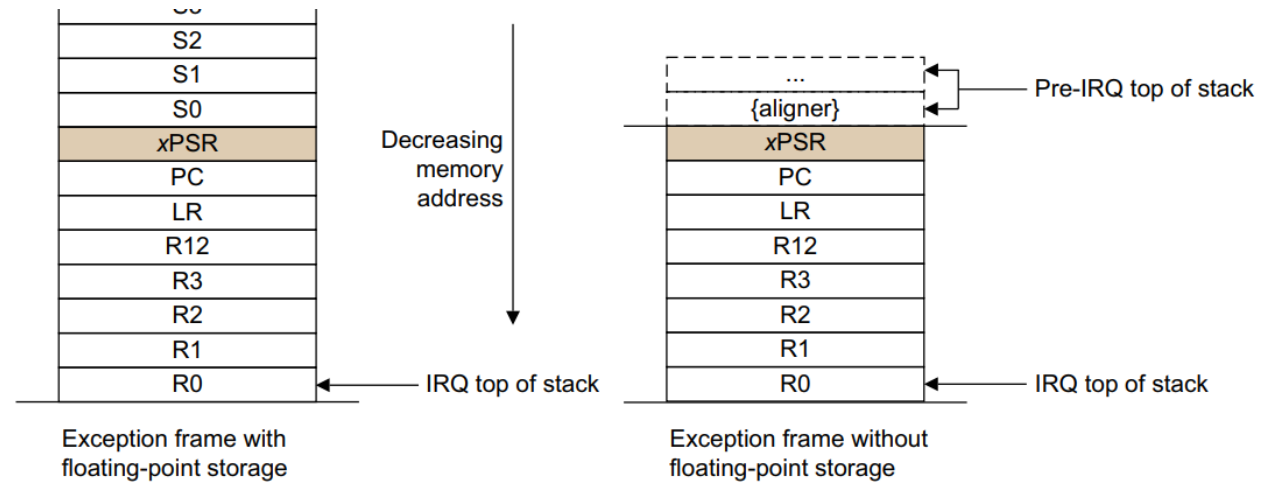 S2
S1
S0
xPSR
PC
LR
R12
R3
R2
R1
R0
IRQ top of stack
Exception frame with
floating-point storage
Decreasing
memory
address
...
{aligner}
Pre-IRQ top of stack
xPSR
PC
LR
R12
R3
R2
R1
R0
IRQ top of stack
Exception frame without
floating-point storage